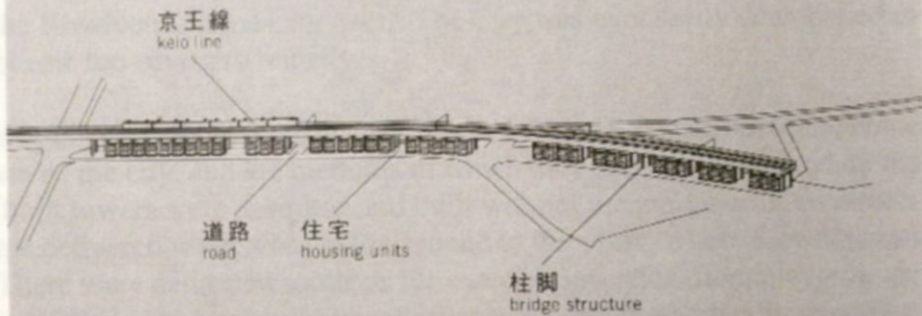 京王線
keio line
道路
road
住宅
housing units
柱脚
bridge structure